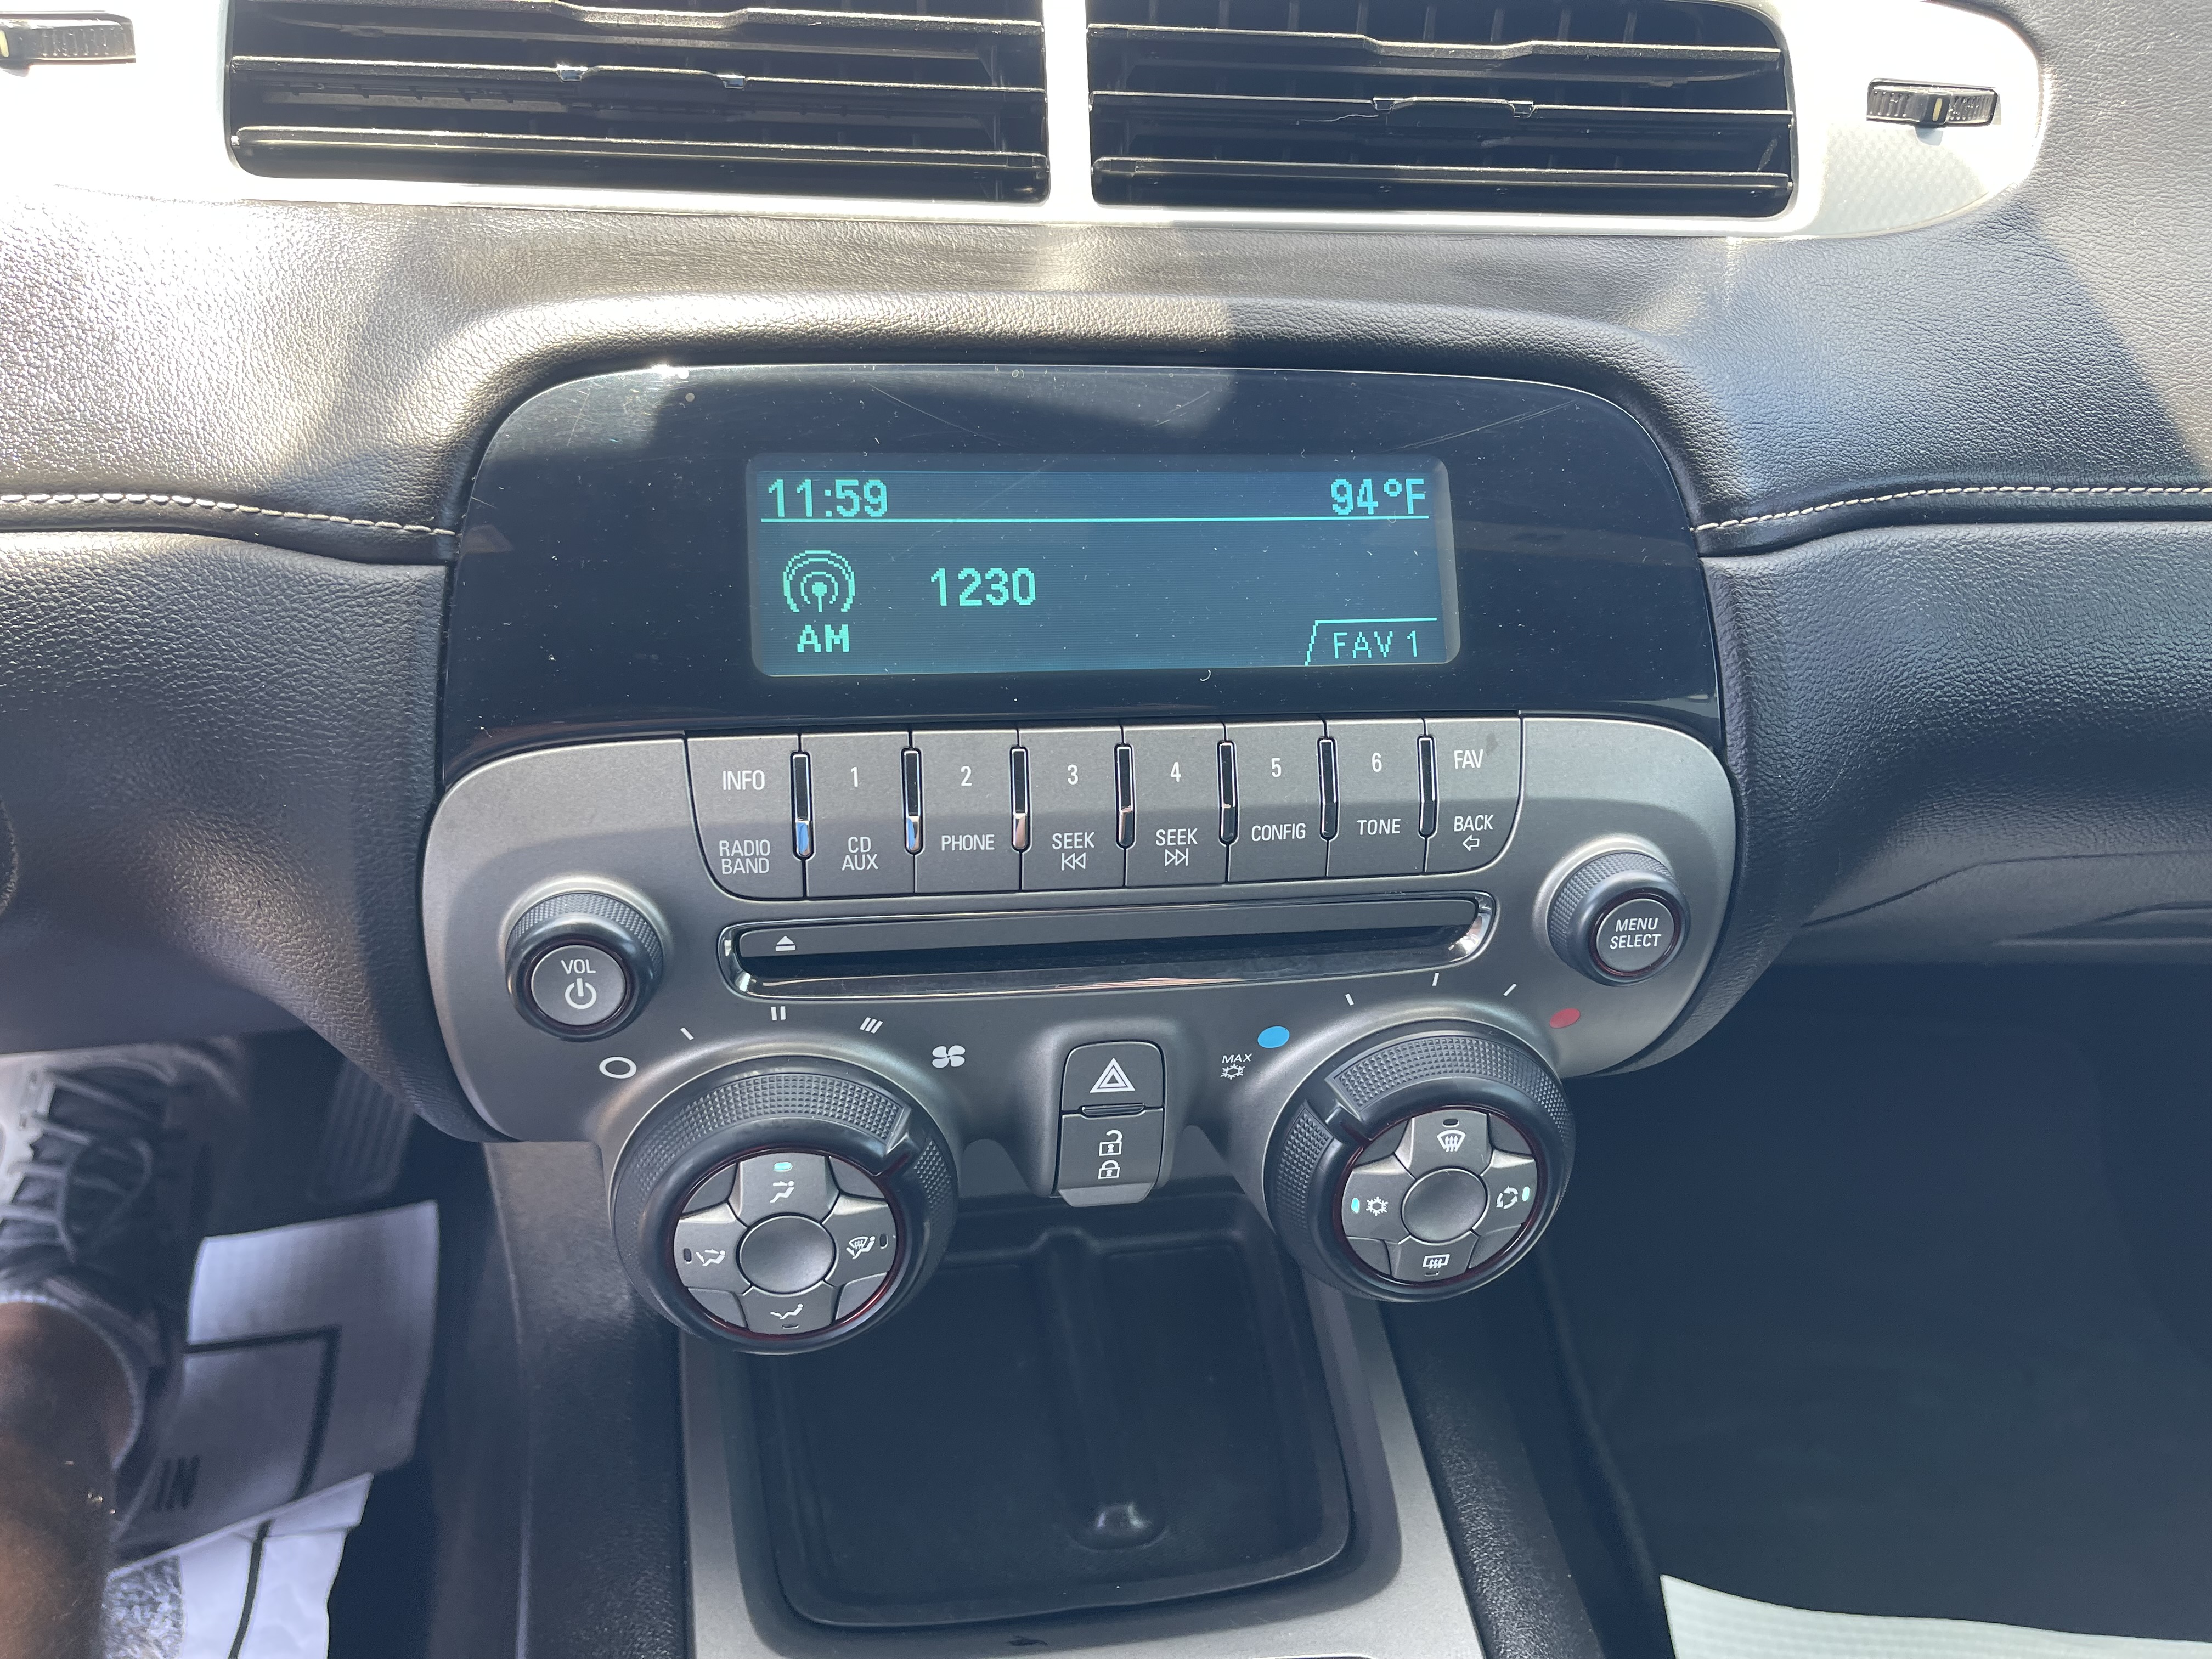 11:59 94°F
1230
AM
FAV 1
INFO 1 2 3 4 5 6 FAV
RADIO BAND CD AUX PHONE SEEK SEEK CONFIG TONE BACK
VOL
MENU
SELECT
MAX
IN